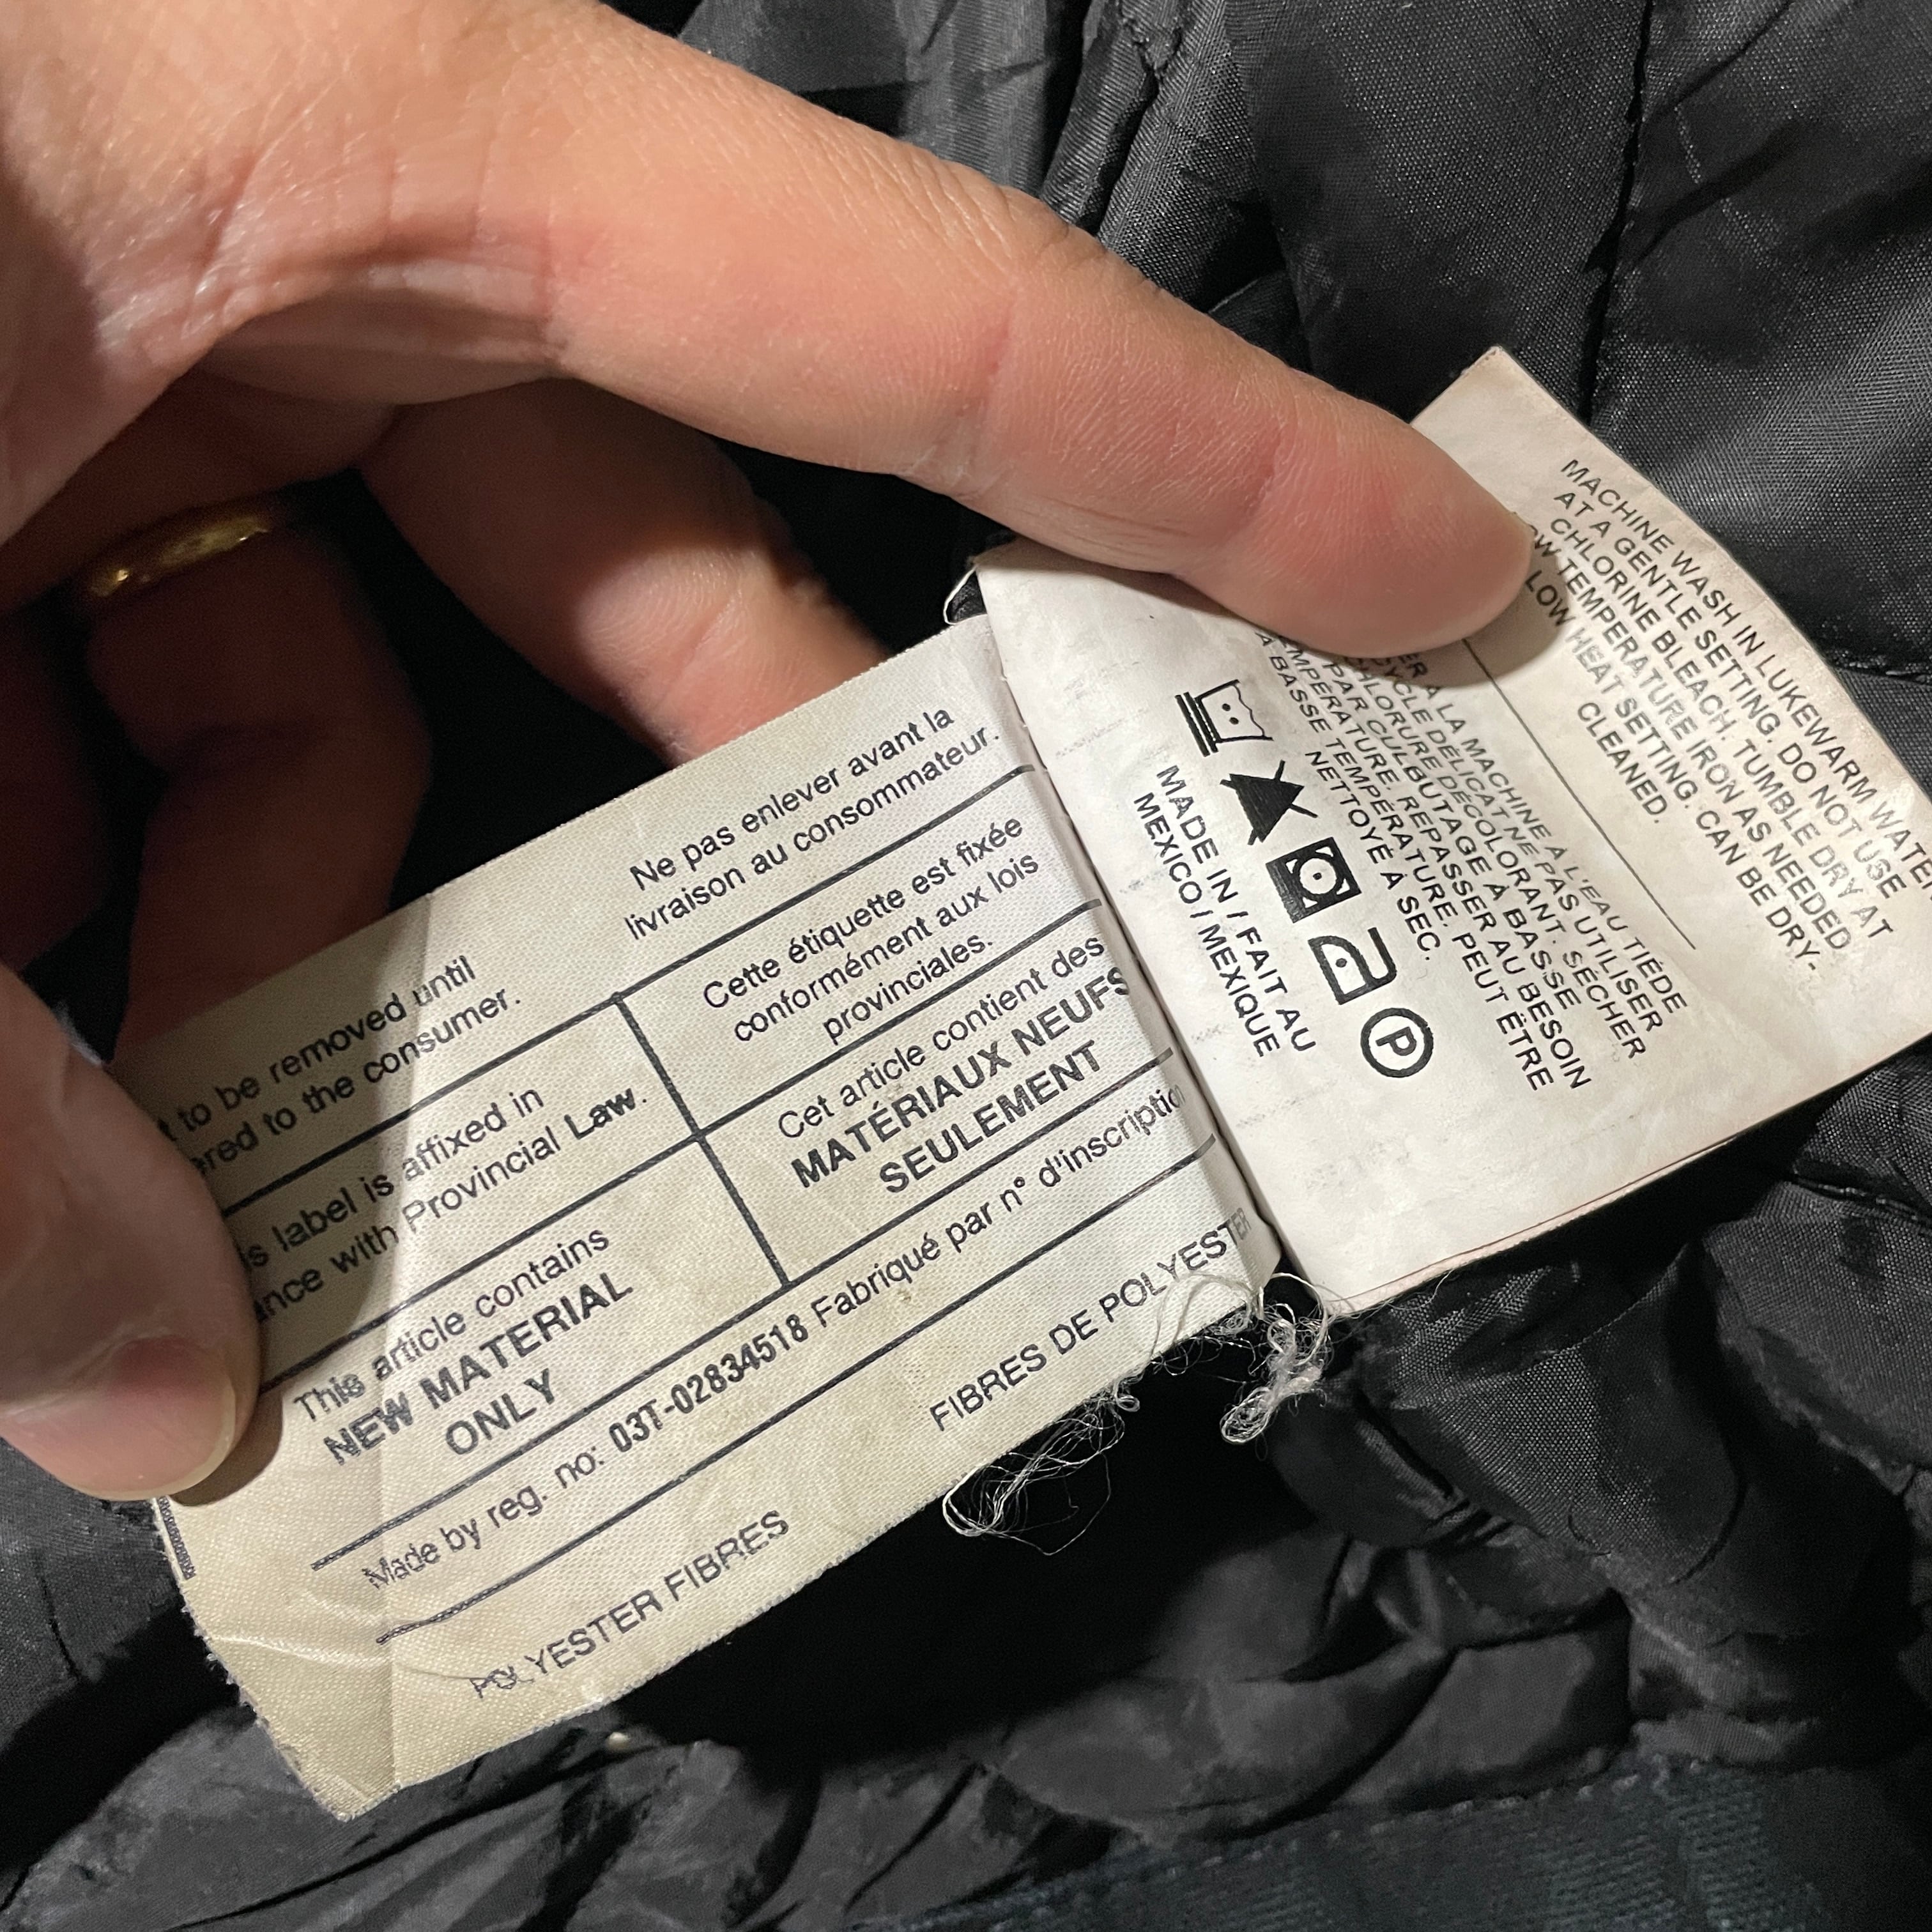 Ne pas enlever avant la
livraison au consommateur.
to be removed until
to the consumer.
Cette étiquette est fixée
conformément aux lois
provinciales.
label is affixed in
with Provincial Law.
Cet article contient des
MATÉRIAUX NEUFS
SEULEMENT
This article contains
NEW MATERIAL
ONLY
Made by reg. no: 03T-02834518 Fabriqué par n° d'inscription
POLYESTER FIBRES
FIBRES DE POLYESTER
MACHINE WASH IN LUKEWARM WATER
AT A GENTLE SETTING. DO NOT USE
CHLORINE BLEACH. TUMBLE DRY AT
TEMPERATURE IRON AS NEEDED
LOW HEAT SETTING. CAN BE DRY-
CLEANED.
À LA MACHINE À L'EAU TIÈDE
CYCLE DÉLICAT NE PAS UTILISER
CHLORURE DÉCOLORANT. SÉCHER
PAR CULBUTAGE À BASSE
TEMPÉRATURE. REPASSER AU BESOIN
À BASSE TEMPÉRATURE. PEUT ÊTRE
NETTOYÉ À SEC.
P
MADE IN / FAIT AU
MEXICO / MEXIQUE